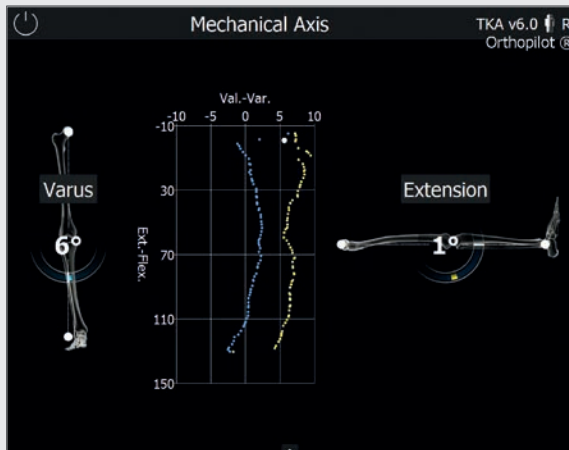 Mechanical Axis
TKA v6.0 R
Orthopilot ®
Val.-Var.
-10 -5 0 5 10
-10
30
70
110
150
Ext.-Flex.
Varus
6°
Extension
1°